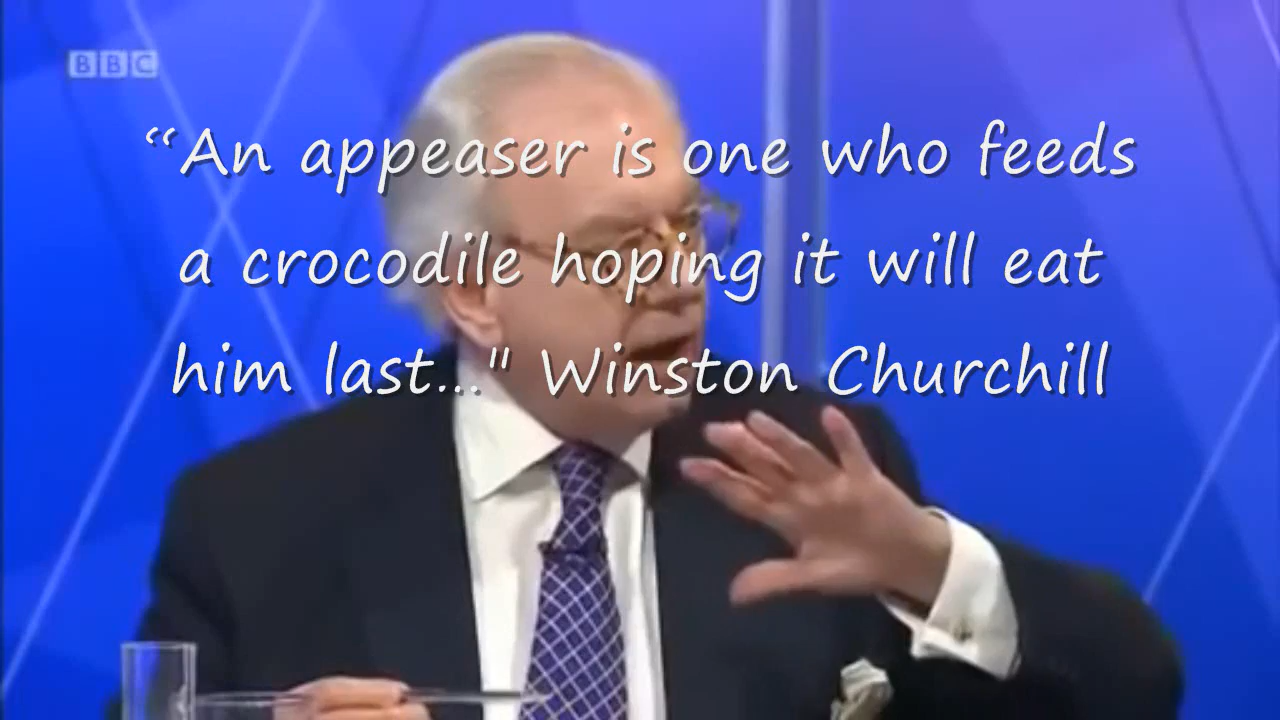 BBC
“An appeaser is one who feeds
a crocodile hoping it will eat
him last..." Winston Churchill